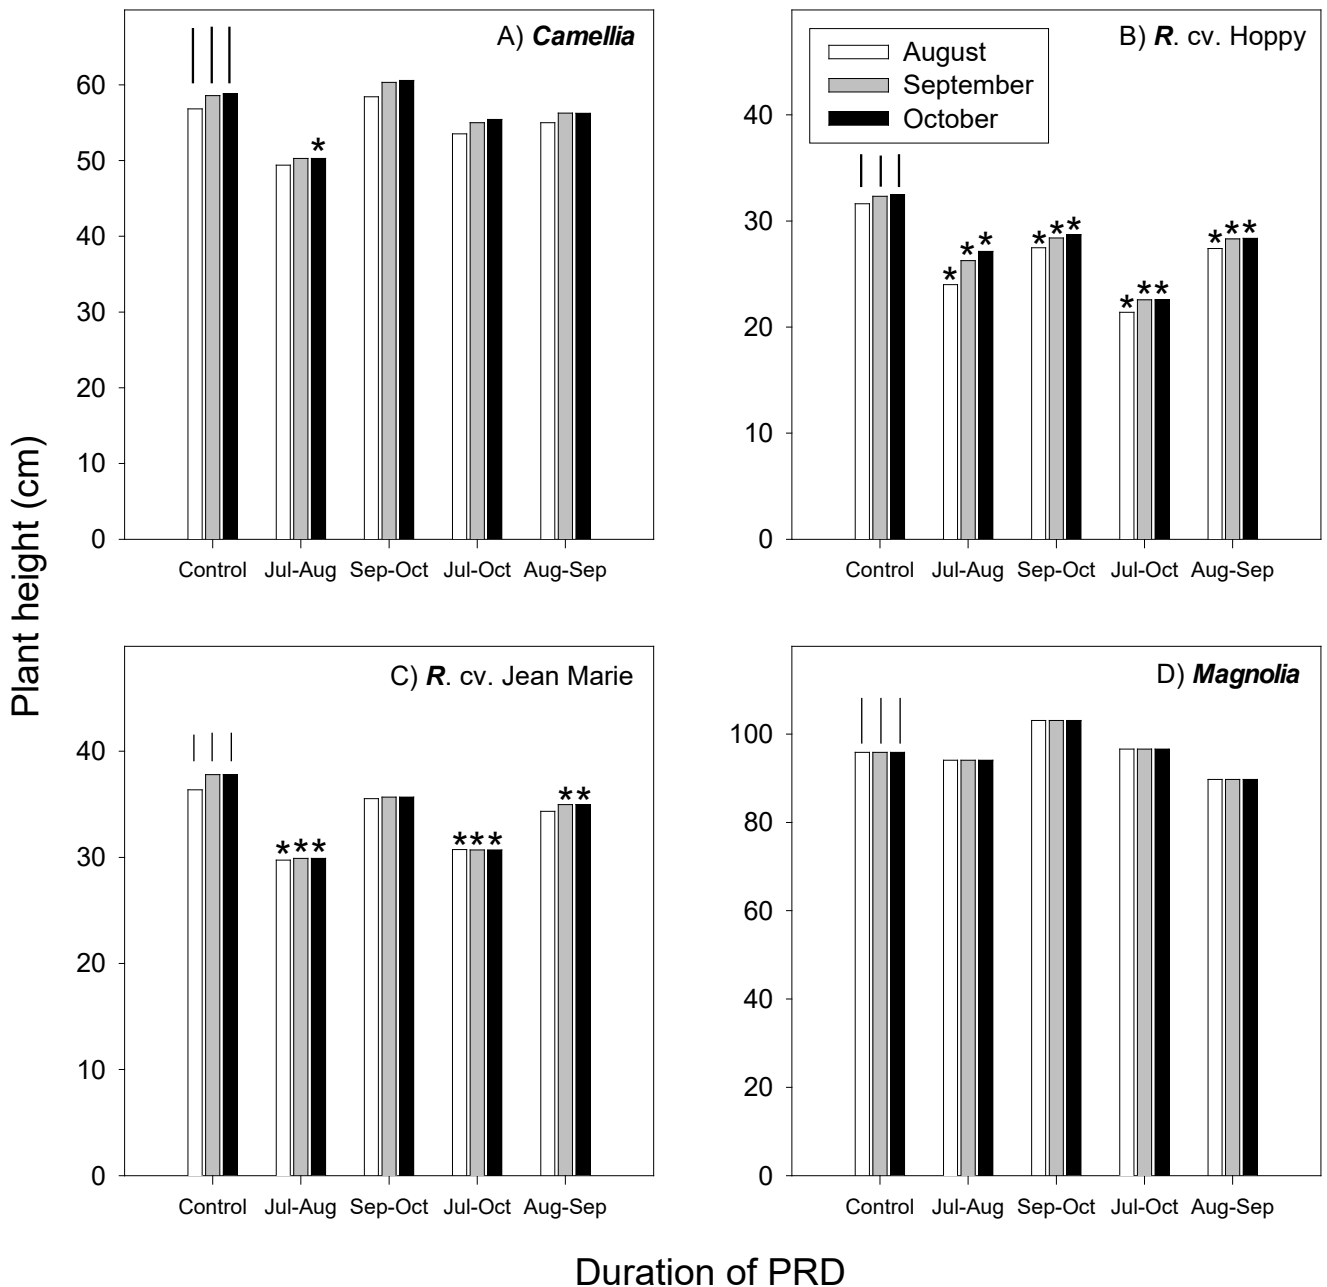 A) Camellia
60
50
40
30
20
10
0
*
Control Jul-Aug Sep-Oct Jul-Oct Aug-Sep
B) R. cv. Hoppy
August
September
October
40
30
20
10
0
* * * * * * * * * * * *
Control Jul-Aug Sep-Oct Jul-Oct Aug-Sep
Plant height (cm)
C) R. cv. Jean Marie
40
30
20
10
0
* * * * * * * *
Control Jul-Aug Sep-Oct Jul-Oct Aug-Sep
D) Magnolia
100
80
60
40
20
0
Control Jul-Aug Sep-Oct Jul-Oct Aug-Sep
Duration of PRD